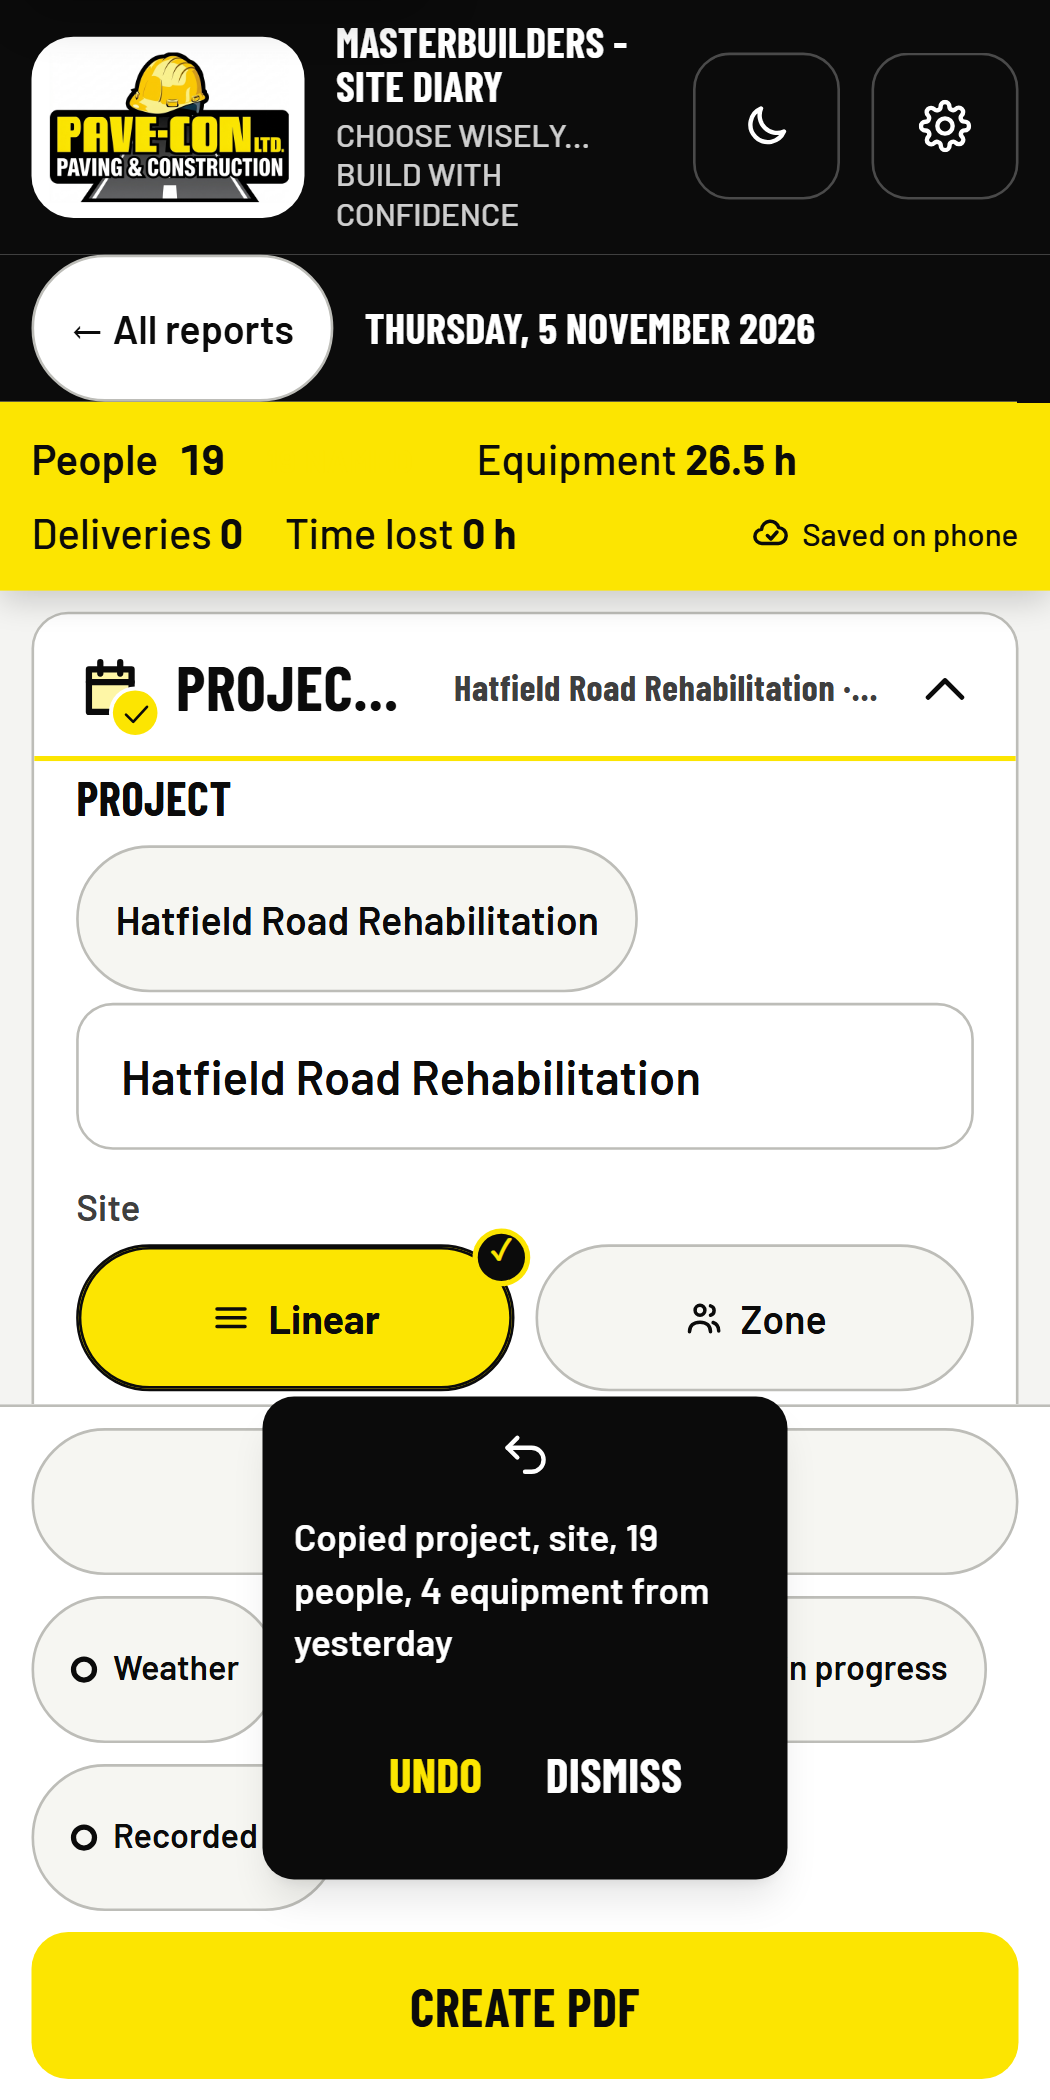 MASTERBUILDERS -
SITE DIARY
CHOOSE WISELY...
BUILD WITH
CONFIDENCE
PAVE-CON LTD.
PAVING & CONSTRUCTION
← All reports
THURSDAY, 5 NOVEMBER 2026
People 19
Equipment 26.5 h
Deliveries 0
Time lost 0 h
Saved on phone
PROJEC...
Hatfield Road Rehabilitation ·...
PROJECT
Hatfield Road Rehabilitation
Hatfield Road Rehabilitation
Site
Linear
Zone
Copied project, site, 19
people, 4 equipment from
yesterday
UNDO
DISMISS
Weather
n progress
Recorded
CREATE PDF